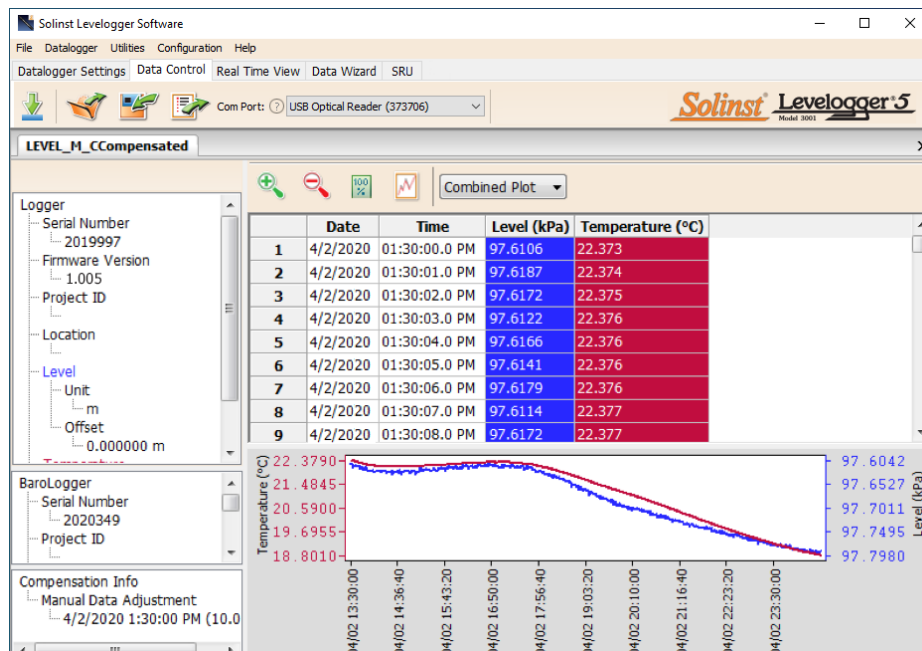 Solinst Levelogger Software
File Datalogger Utilities Configuration Help
Datalogger Settings Data Control Real Time View Data Wizard SRU
Com Port: ? USB Optical Reader (373706)
Solinst® Levelogger® 5
Model 3001
LEVEL_M_CCompensated
100 %
Combined Plot
Logger
Serial Number
2019997
Firmware Version
1.005
Project ID
Location
Level
Unit
m
Offset
0.000000 m
BaroLogger
Serial Number
2020349
Project ID
Compensation Info
Manual Data Adjustment
4/2/2020 1:30:00 PM (10.0
Date Time Level (kPa) Temperature (°C)
1 4/2/2020 01:30:00.0 PM 97.6106 22.373
2 4/2/2020 01:30:01.0 PM 97.6187 22.374
3 4/2/2020 01:30:02.0 PM 97.6172 22.375
4 4/2/2020 01:30:03.0 PM 97.6122 22.376
5 4/2/2020 01:30:04.0 PM 97.6166 22.376
6 4/2/2020 01:30:05.0 PM 97.6141 22.376
7 4/2/2020 01:30:06.0 PM 97.6179 22.376
8 4/2/2020 01:30:07.0 PM 97.6114 22.377
9 4/2/2020 01:30:08.0 PM 97.6172 22.377
Temperature (°C)
22.3790
21.4845
20.5900
19.6955
18.8010
97.6042
97.6527
97.7011
97.7495
97.7980
Level (kPa)
04/02 13:30:00
04/02 14:36:40
04/02 15:43:20
04/02 16:50:00
04/02 17:56:40
04/02 19:03:20
04/02 20:10:00
04/02 21:16:40
04/02 22:23:20
04/02 23:30:00